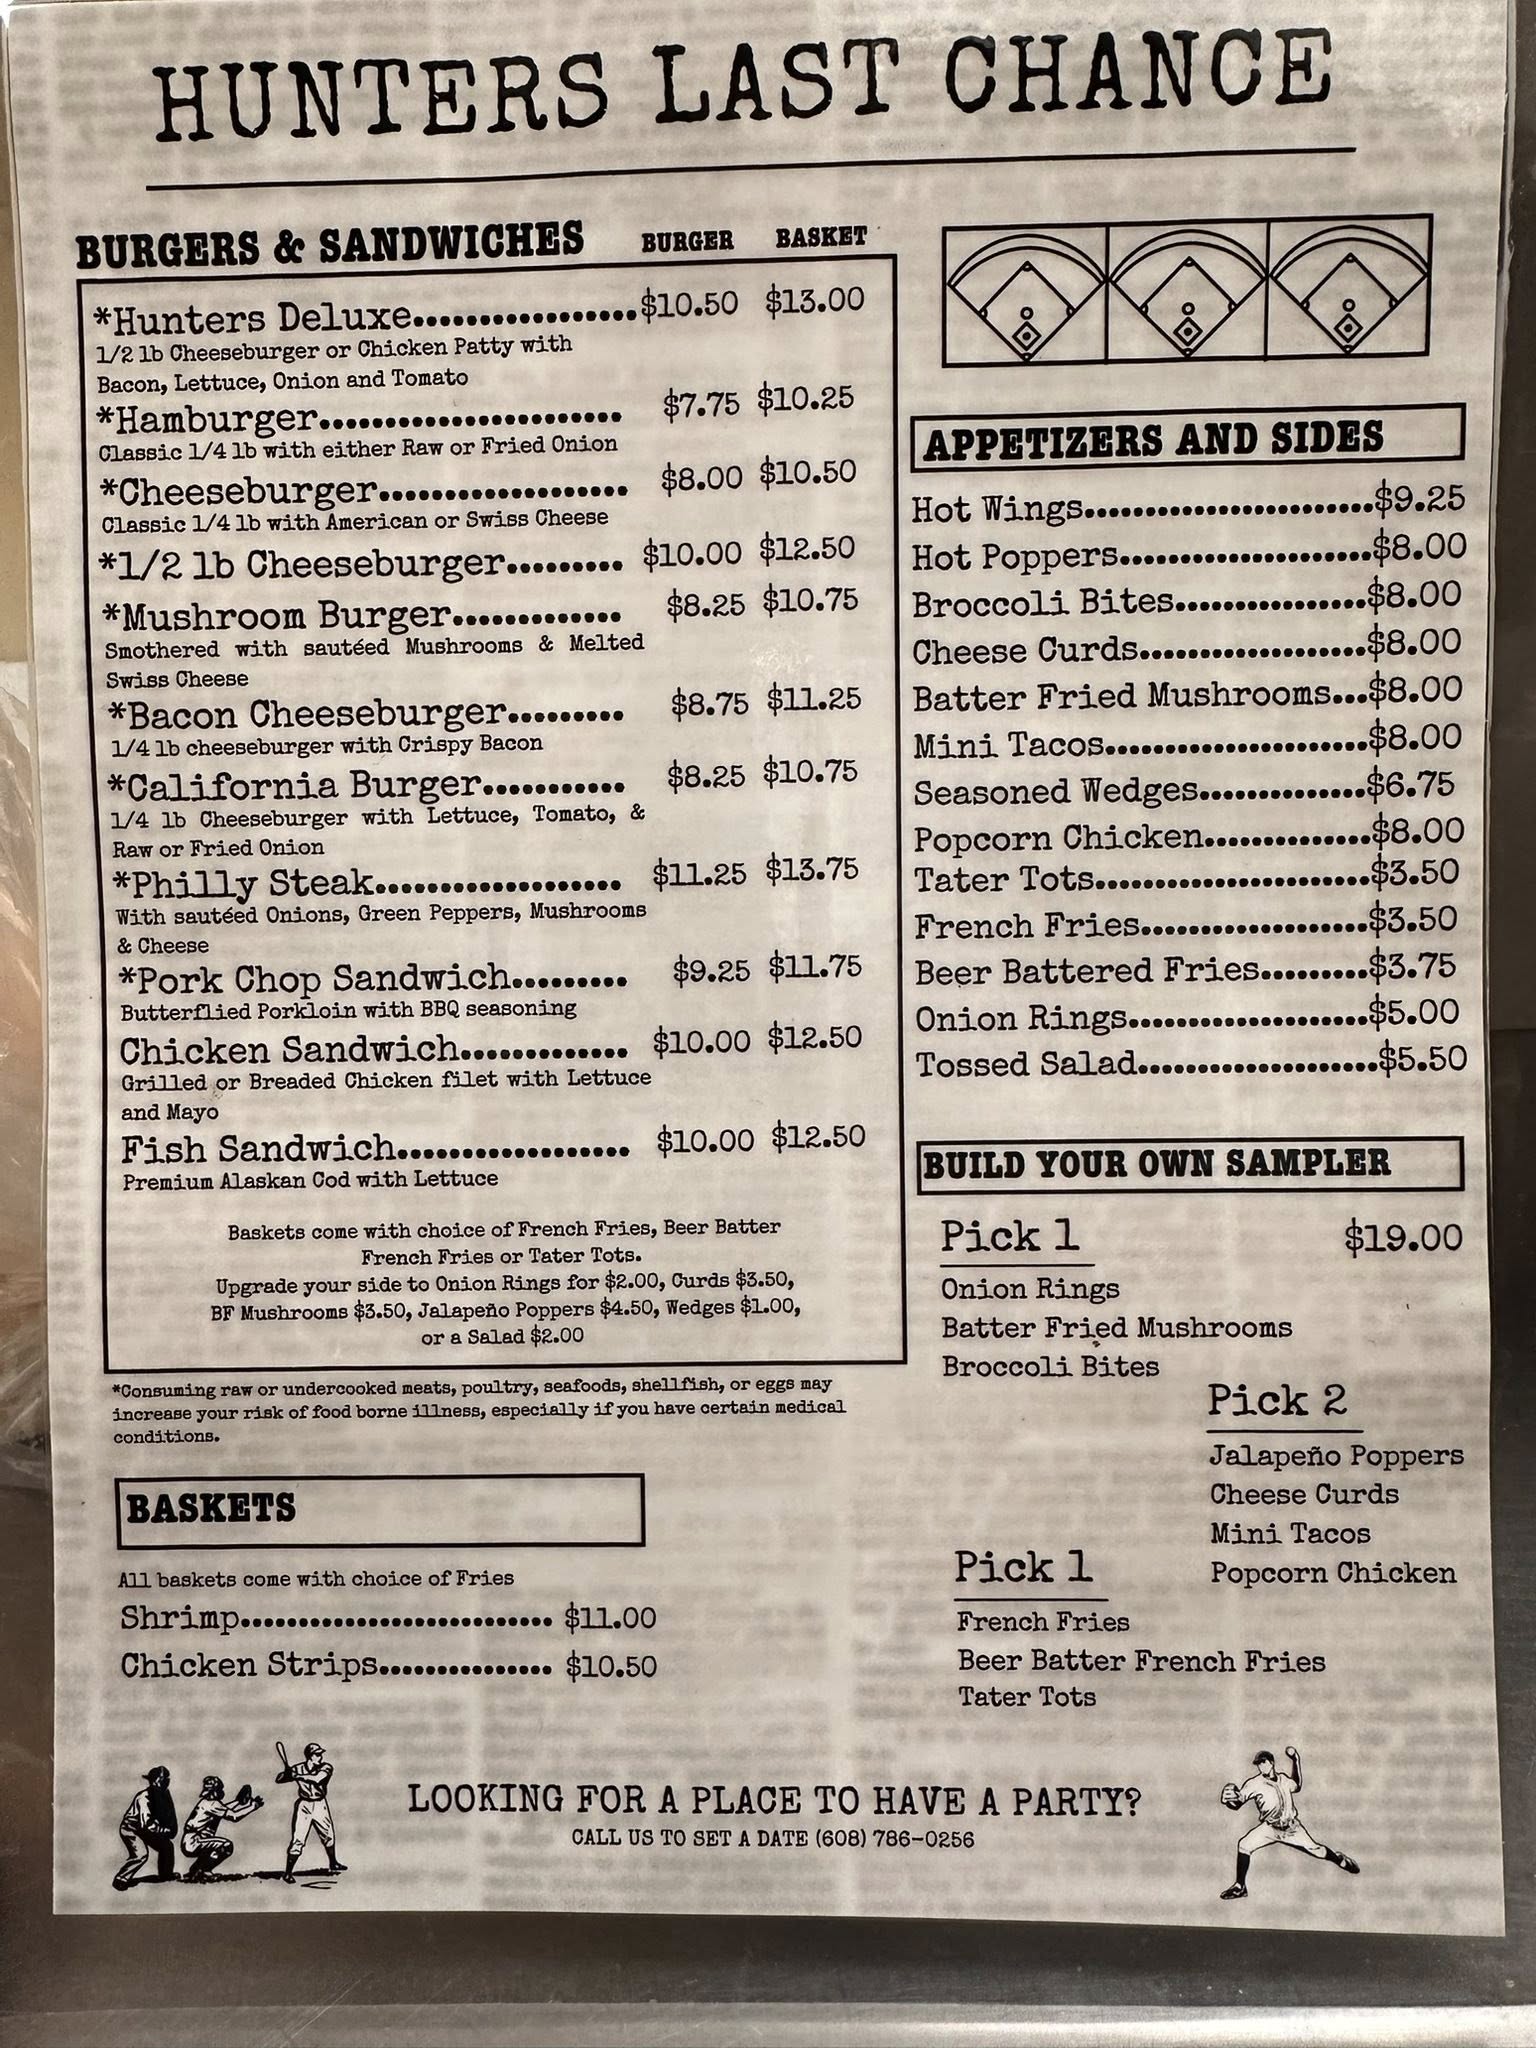 HUNTERS LAST CHANCE
BURGERS & SANDWICHES BURGER BASKET
*Hunters Deluxe.................$10.50 $13.00
1/2 lb Cheeseburger or Chicken Patty with
Bacon, Lettuce, Onion and Tomato
*Hamburger....................... $7.75 $10.25
Classic 1/4 lb with either Raw or Fried Onion
*Cheeseburger................... $8.00 $10.50
Classic 1/4 lb with American or Swiss Cheese
*1/2 lb Cheeseburger......... $10.00 $12.50
*Mushroom Burger............. $8.25 $10.75
Smothered with sautéed Mushrooms & Melted
Swiss Cheese
*Bacon Cheeseburger......... $8.75 $11.25
1/4 lb cheeseburger with Crispy Bacon
*California Burger........... $8.25 $10.75
1/4 lb Cheeseburger with Lettuce, Tomato, &
Raw or Fried Onion
*Philly Steak................... $11.25 $13.75
With sautéed Onions, Green Peppers, Mushrooms
& Cheese
*Pork Chop Sandwich......... $9.25 $11.75
Butterflied Porkloin with BBQ seasoning
Chicken Sandwich............. $10.00 $12.50
Grilled or Breaded Chicken filet with Lettuce
and Mayo
Fish Sandwich.................. $10.00 $12.50
Premium Alaskan Cod with Lettuce
Baskets come with choice of French Fries, Beer Batter
French Fries or Tater Tots.
Upgrade your side to Onion Rings for $2.00, Curds $3.50,
BF Mushrooms $3.50, Jalapeño Poppers $4.50, Wedges $1.00,
or a Salad $2.00
*Consuming raw or undercooked meats, poultry, seafoods, shellfish, or eggs may
increase your risk of food borne illness, especially if you have certain medical
conditions.
BASKETS
All baskets come with choice of Fries
Shrimp.......................... $11.00
Chicken Strips............... $10.50
APPETIZERS AND SIDES
Hot Wings.......................$9.25
Hot Poppers....................$8.00
Broccoli Bites................$8.00
Cheese Curds..................$8.00
Batter Fried Mushrooms...$8.00
Mini Tacos.....................$8.00
Seasoned Wedges.............$6.75
Popcorn Chicken.............$8.00
Tater Tots......................$3.50
French Fries..................$3.50
Beer Battered Fries........$3.75
Onion Rings...................$5.00
Tossed Salad...................$5.50
BUILD YOUR OWN SAMPLER
Pick 1 $19.00
Onion Rings
Batter Fried Mushrooms
Broccoli Bites
Pick 2
Jalapeño Poppers
Cheese Curds
Mini Tacos
Popcorn Chicken
Pick 1
French Fries
Beer Batter French Fries
Tater Tots
LOOKING FOR A PLACE TO HAVE A PARTY?
CALL US TO SET A DATE (608) 786-0256